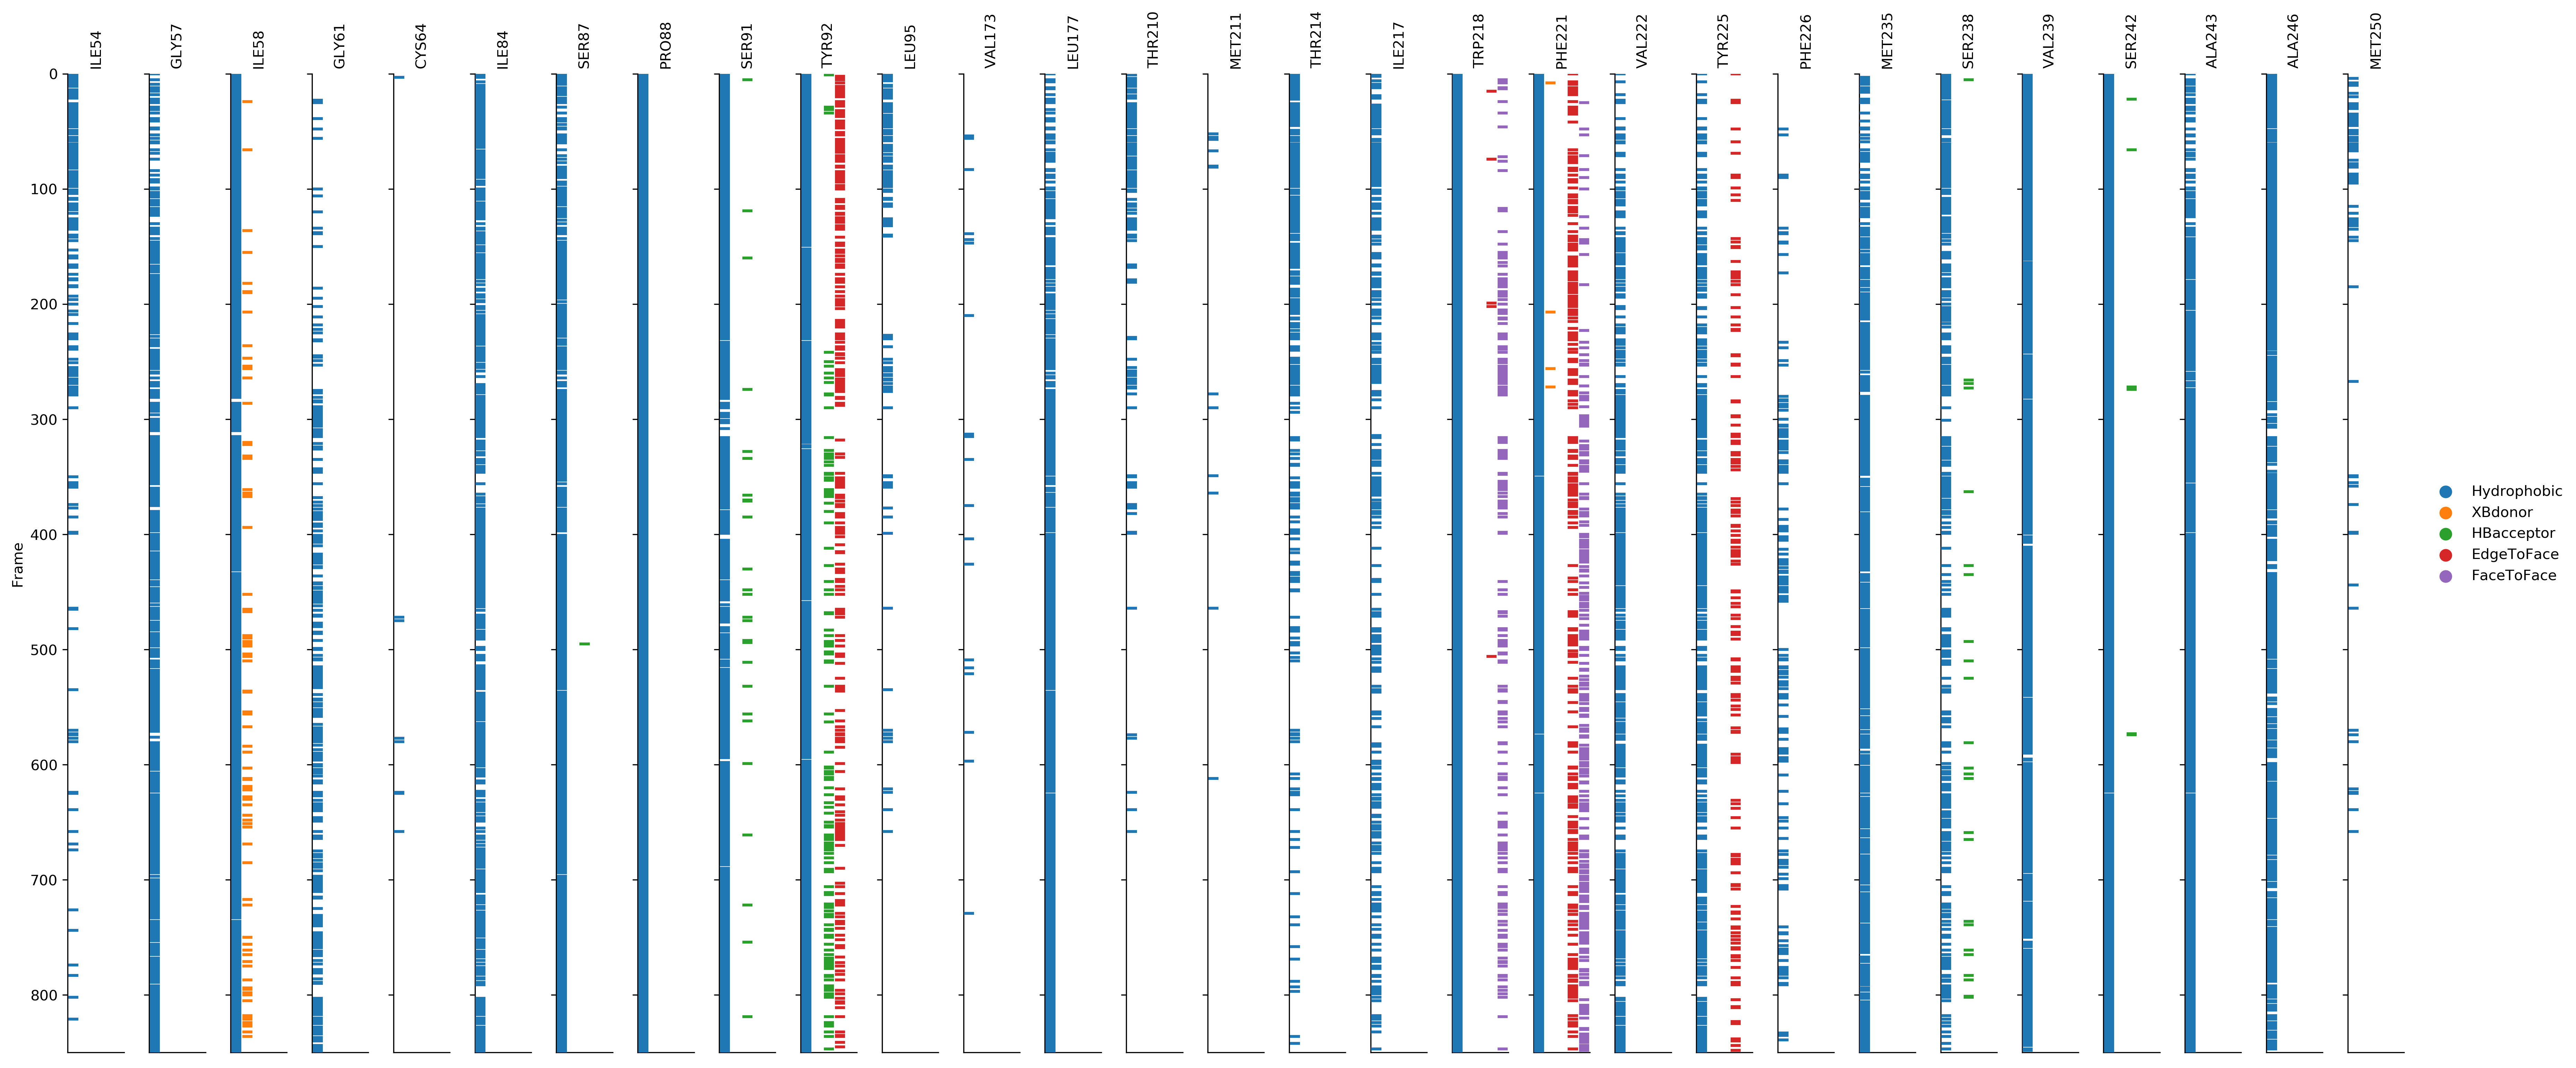 ILE54
GLY57
ILE58
GLY61
CYS64
ILE84
SER87
PRO88
SER91
TYR92
LEU95
VAL173
LEU177
THR210
MET211
THR214
ILE217
TRP218
PHE221
VAL222
TYR225
PHE226
MET235
SER238
VAL239
SER242
ALA243
ALA246
MET250
0
100
200
300
400
500
600
700
800
Frame
Hydrophobic
XBdonor
HBacceptor
EdgeToFace
FaceToFace